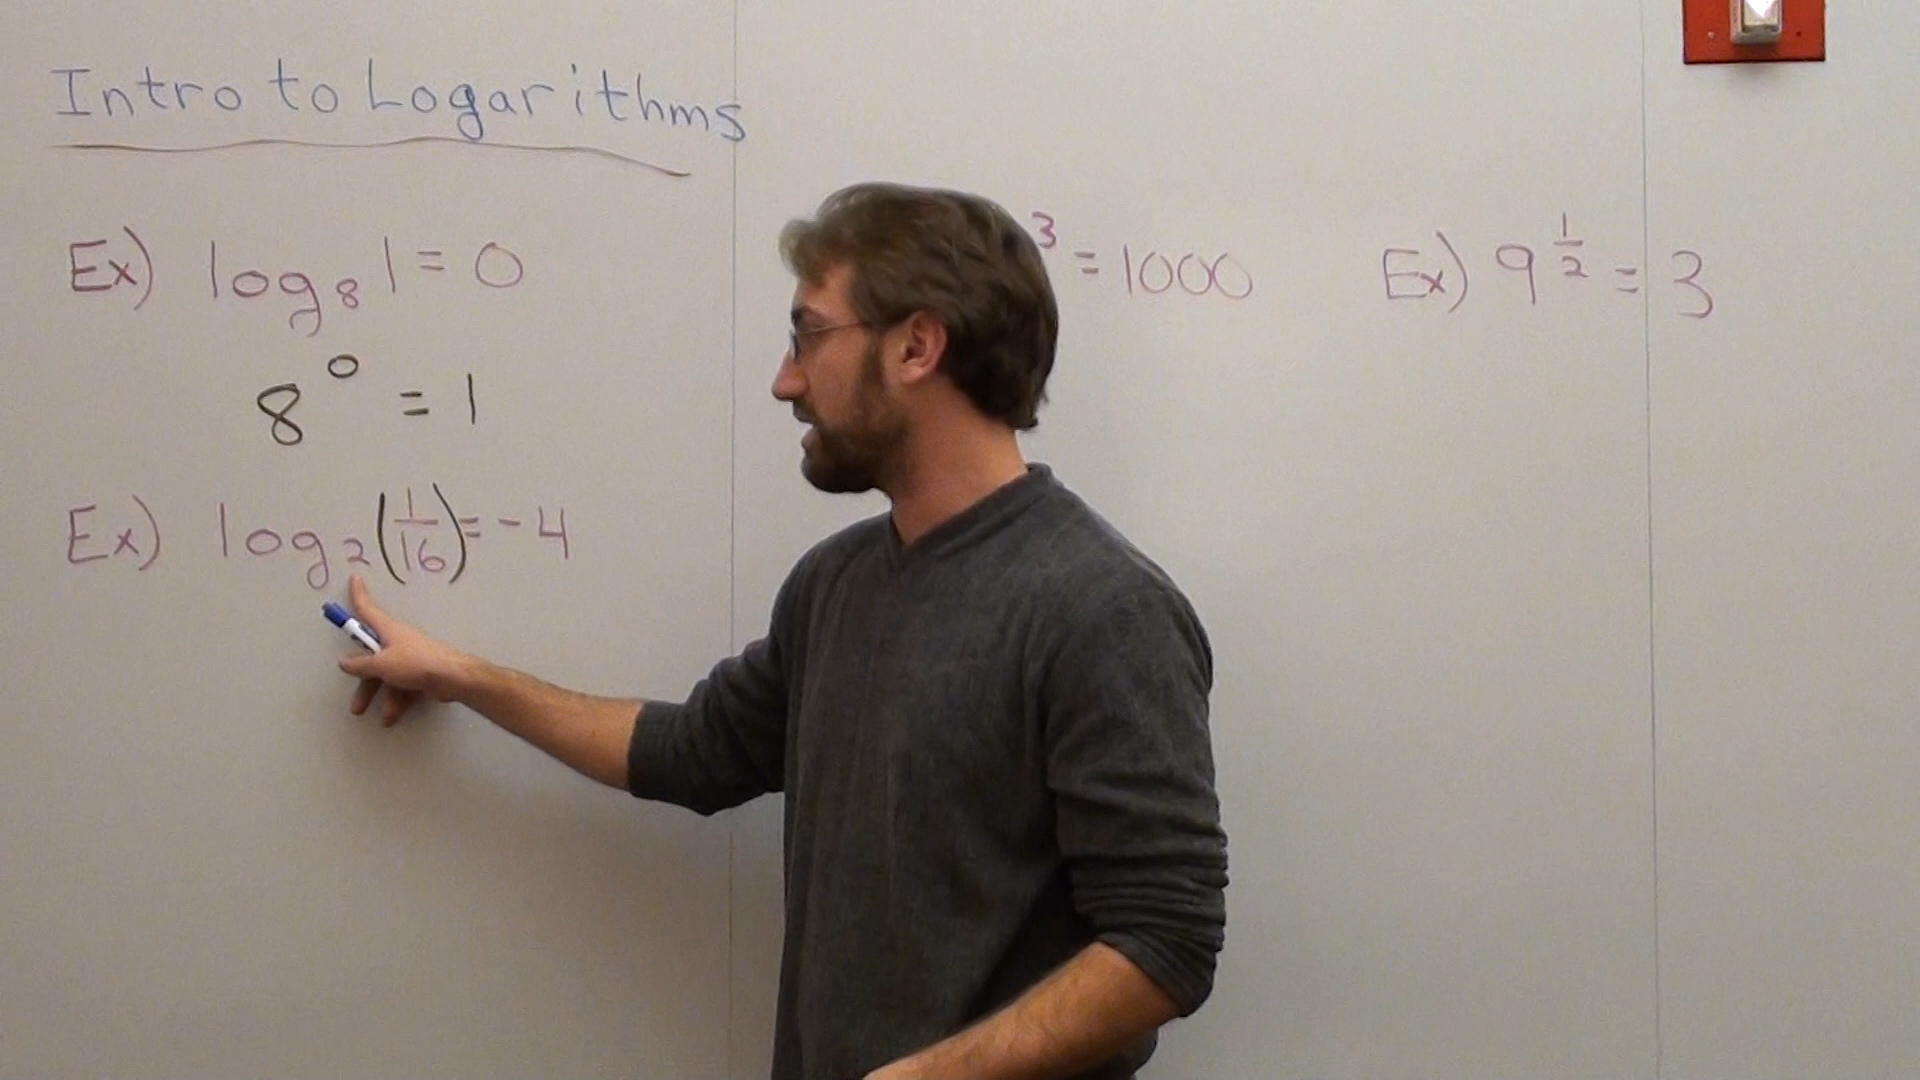 Intro to Logarithms
Ex) log₈ 1 = 0
8⁰ = 1
Ex) log₂(1/16) = -4
³ = 1000
Ex) 9^(1/2) = 3